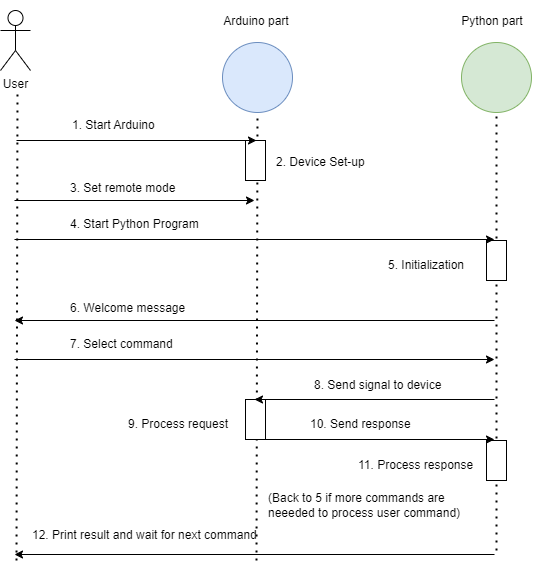 Arduino part
Python part
User
1. Start Arduino
2. Device Set-up
3. Set remote mode
4. Start Python Program
5. Initialization
6. Welcome message
7. Select command
8. Send signal to device
9. Process request
10. Send response
11. Process response
(Back to 5 if more commands are
neeeded to process user command)
12. Print result and wait for next command